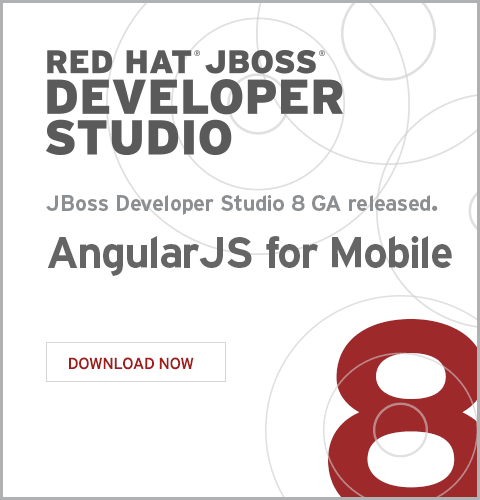 RED HAT® JBOSS®
DEVELOPER
STUDIO
JBoss Developer Studio 8 GA released.
AngularJS for Mobile
DOWNLOAD NOW
8